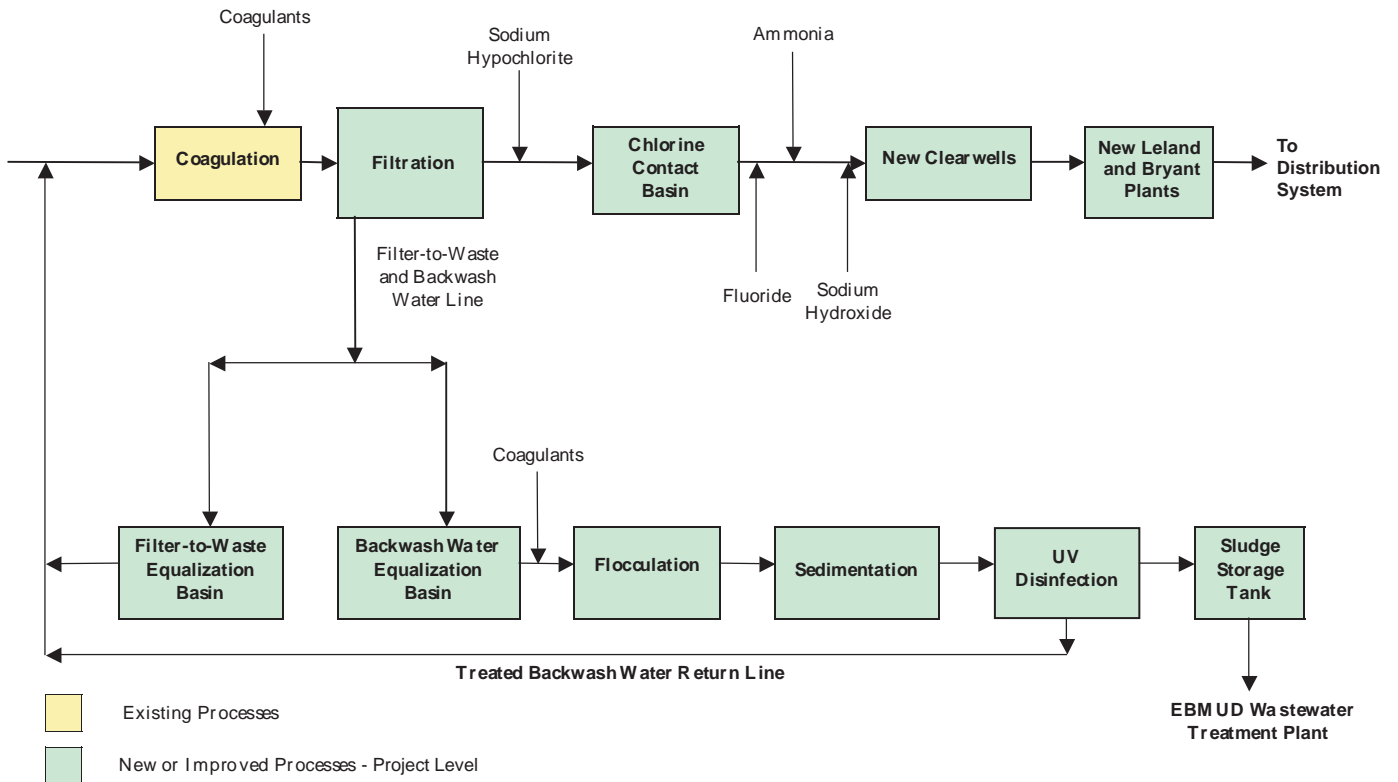 Coagulants
Sodium
Hypochlorite
Ammonia
Coagulation
Filtration
Chlorine
Contact
Basin
New Clearwells
New Leland
and Bryant
Plants
To
Distribution
System
Filter-to-Waste
and Backwash
Water Line
Fluoride
Sodium
Hydroxide
Coagulants
Filter-to-Waste
Equalization
Basin
Backwash Water
Equalization
Basin
Flocculation
Sedimentation
UV
Disinfection
Sludge
Storage
Tank
Treated Backwash Water Return Line
EBMUD Wastewater
Treatment Plant
Existing Processes
New or Improved Processes - Project Level